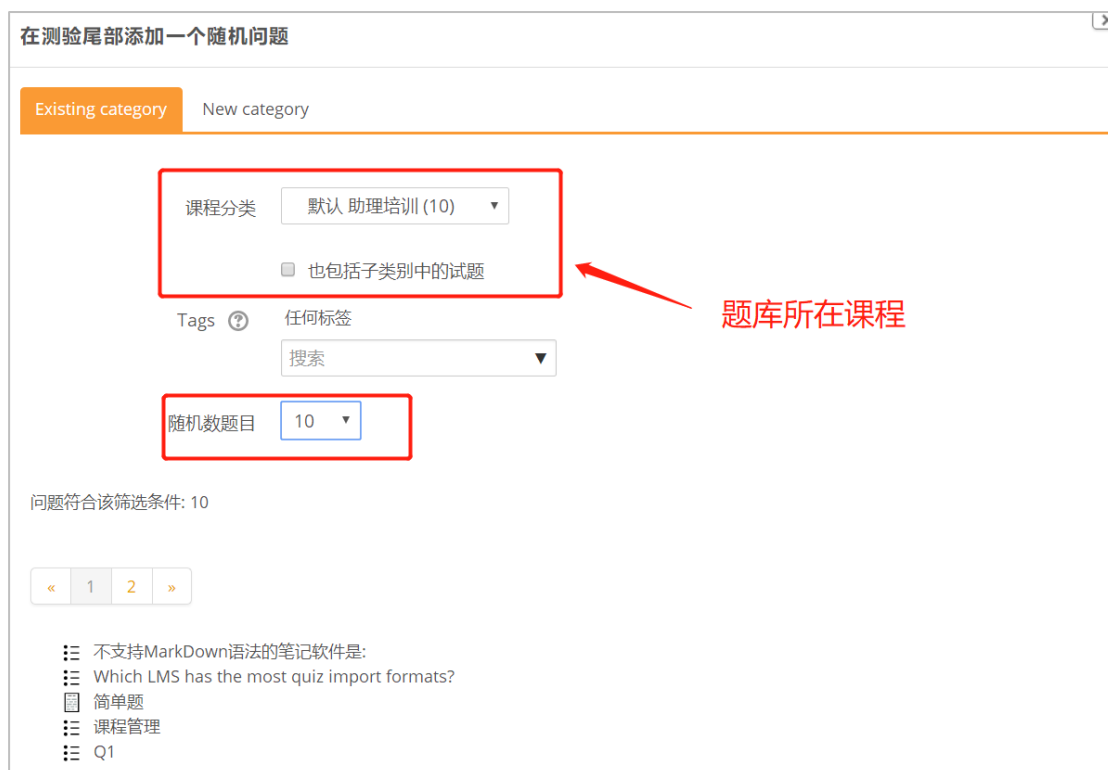 在测验尾部添加一个随机问题
Existing category New category
课程分类 默认 助理培训 (10)
也包括子类别中的试题
题库所在课程
Tags 任何标签
搜索
随机数题目 10
问题符合该筛选条件: 10
« 1 2 »
不支持MarkDown语法的笔记软件是:
Which LMS has the most quiz import formats?
简单题
课程管理
Q1